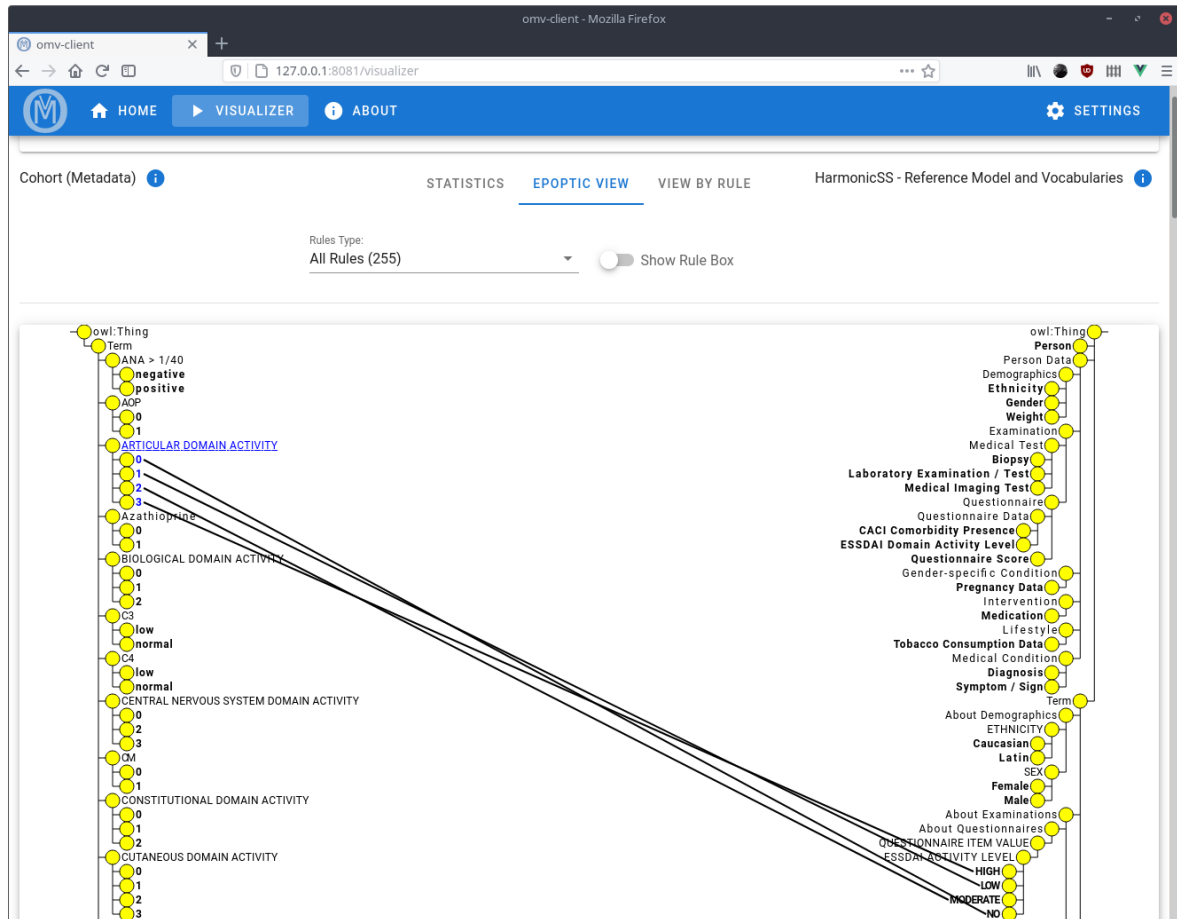 omv-client - Mozilla Firefox
omv-client
127.0.0.1:8081/visualizer
HOME
VISUALIZER
ABOUT
SETTINGS
Cohort (Metadata)
STATISTICS
EPOPTIC VIEW
VIEW BY RULE
HarmonicSS - Reference Model and Vocabularies
Rules Type:
All Rules (255)
Show Rule Box
owl:Thing
Term
ANA > 1/40
negative
positive
AOP
0
1
ARTICULAR DOMAIN ACTIVITY
0
1
2
3
Azathioprine
0
1
BIOLOGICAL DOMAIN ACTIVITY
0
1
2
C3
low
normal
C4
low
normal
CENTRAL NERVOUS SYSTEM DOMAIN ACTIVITY
0
2
3
CM
0
1
CONSTITUTIONAL DOMAIN ACTIVITY
0
1
2
CUTANEOUS DOMAIN ACTIVITY
0
1
2
3
owl:Thing
Person
Person Data
Demographics
Ethnicity
Gender
Weight
Examination
Medical Test
Biopsy
Laboratory Examination / Test
Medical Imaging Test
Questionnaire
Questionnaire Data
CACI Comorbidity Presence
ESSDAI Domain Activity Level
Questionnaire Score
Gender-specific Condition
Pregnancy Data
Intervention
Medication
Lifestyle
Tobacco Consumption Data
Medical Condition
Diagnosis
Symptom / Sign
Term
About Demographics
ETHNICITY
Caucasian
Latin
SEX
Female
Male
About Examinations
About Questionnaires
QUESTIONNAIRE ITEM VALUE
ESSDAI ACTIVITY LEVEL
HIGH
LOW
MODERATE
NO